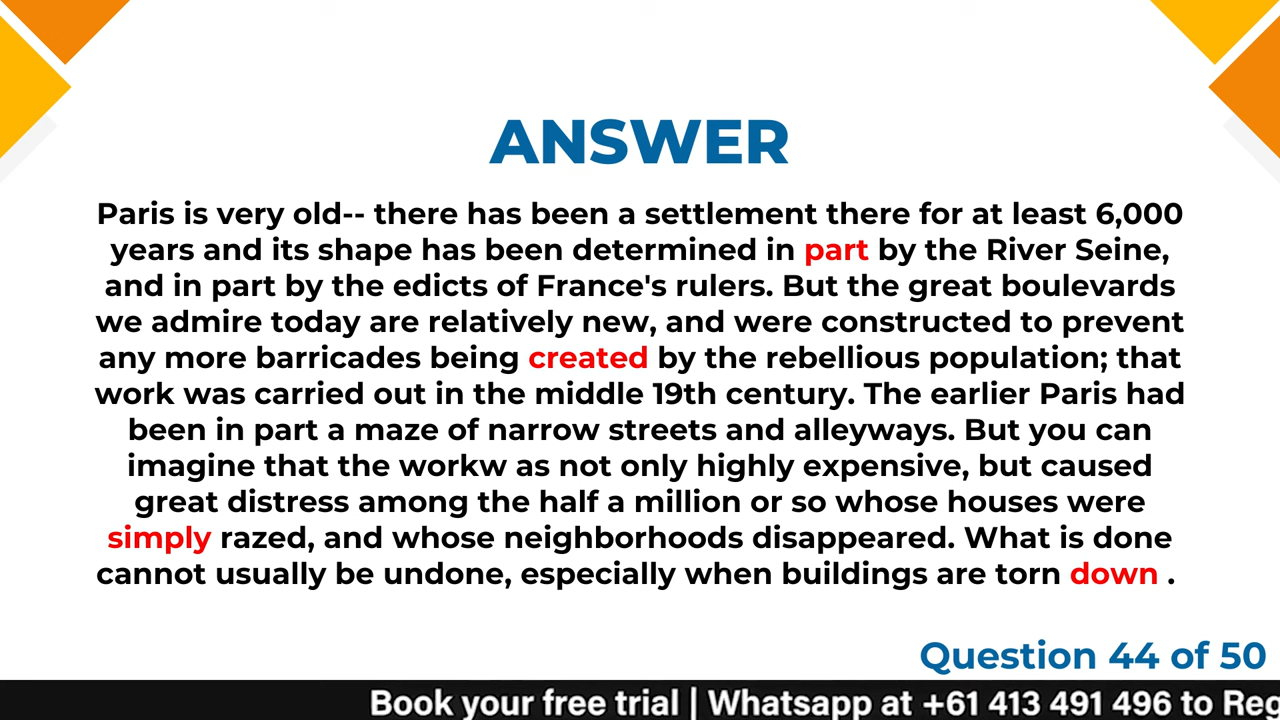 ANSWER
Paris is very old-- there has been a settlement there for at least 6,000
years and its shape has been determined in part by the River Seine,
and in part by the edicts of France's rulers. But the great boulevards
we admire today are relatively new, and were constructed to prevent
any more barricades being created by the rebellious population; that
work was carried out in the middle 19th century. The earlier Paris had
been in part a maze of narrow streets and alleyways. But you can
imagine that the workw as not only highly expensive, but caused
great distress among the half a million or so whose houses were
simply razed, and whose neighborhoods disappeared. What is done
cannot usually be undone, especially when buildings are torn down .
Question 44 of 50
Book your free trial | Whatsapp at +61 413 491 496 to Reg